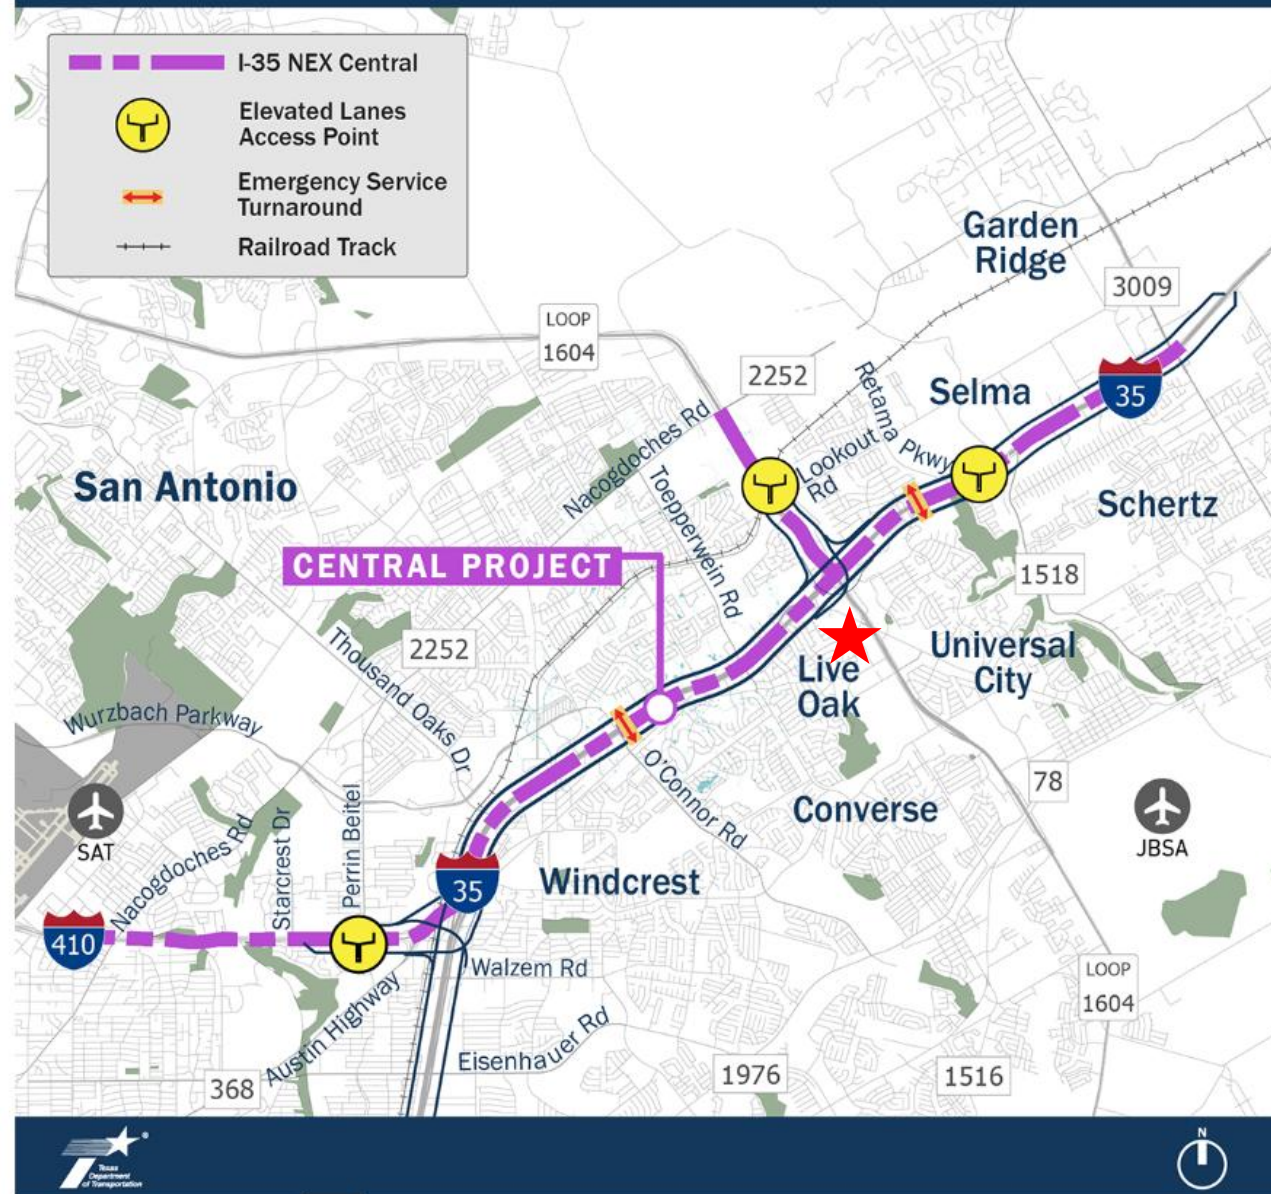 I-35 NEX Central
Elevated Lanes
Access Point
Emergency Service
Turnaround
Railroad Track
Garden
Ridge
3009
LOOP
1604
2252
Retama Pkwy
Selma
35
Nacogdoches Rd
Lookout
Rd
San Antonio
Toepperwein Rd
Schertz
CENTRAL PROJECT
1518
Thousand Oaks Dr
2252
Universal
City
Live
Oak
Wurzbach Parkway
O'Connor Rd
78
Converse
SAT
JBSA
Nacogdoches Rd
Starcrest Dr
Perrin Beitel
35
Windcrest
410
Walzem Rd
LOOP
1604
Austin Highway
Eisenhauer Rd
368
1976
1516
Texas
Department
of Transportation
®
N